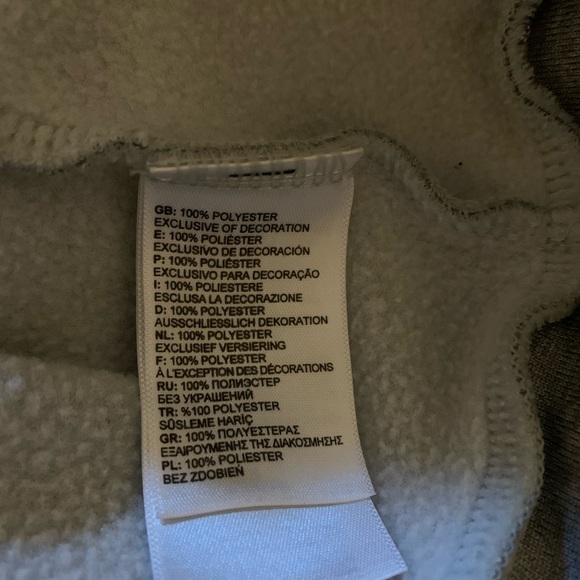 GB: 100% POLYESTER
EXCLUSIVE OF DECORATION
E: 100% POLIÉSTER
EXCLUSIVO DE DECORACIÓN
P: 100% POLIÉSTER
EXCLUSIVO PARA DECORAÇÃO
I: 100% POLIESTERE
ESCLUSA LA DECORAZIONE
D: 100% POLYESTER
AUSSCHLIESSLICH DEKORATION
NL: 100% POLYESTER
EXCLUSIEF VERSIERING
F: 100% POLYESTER
À L'EXCEPTION DES DÉCORATIONS
RU: 100% ПОЛИЭСТЕР
БЕЗ УКРАШЕНИЙ
TR: %100 POLYESTER
SÜSLEME HARİÇ
GR: 100% ΠΟΛΥΕΣΤΕΡΑΣ
ΕΞΑΙΡΟΥΜΕΝΗΣ ΤΗΣ ΔΙΑΚΟΣΜΗΣΗΣ
PL: 100% POLIESTER
BEZ ZDOBIEŃ